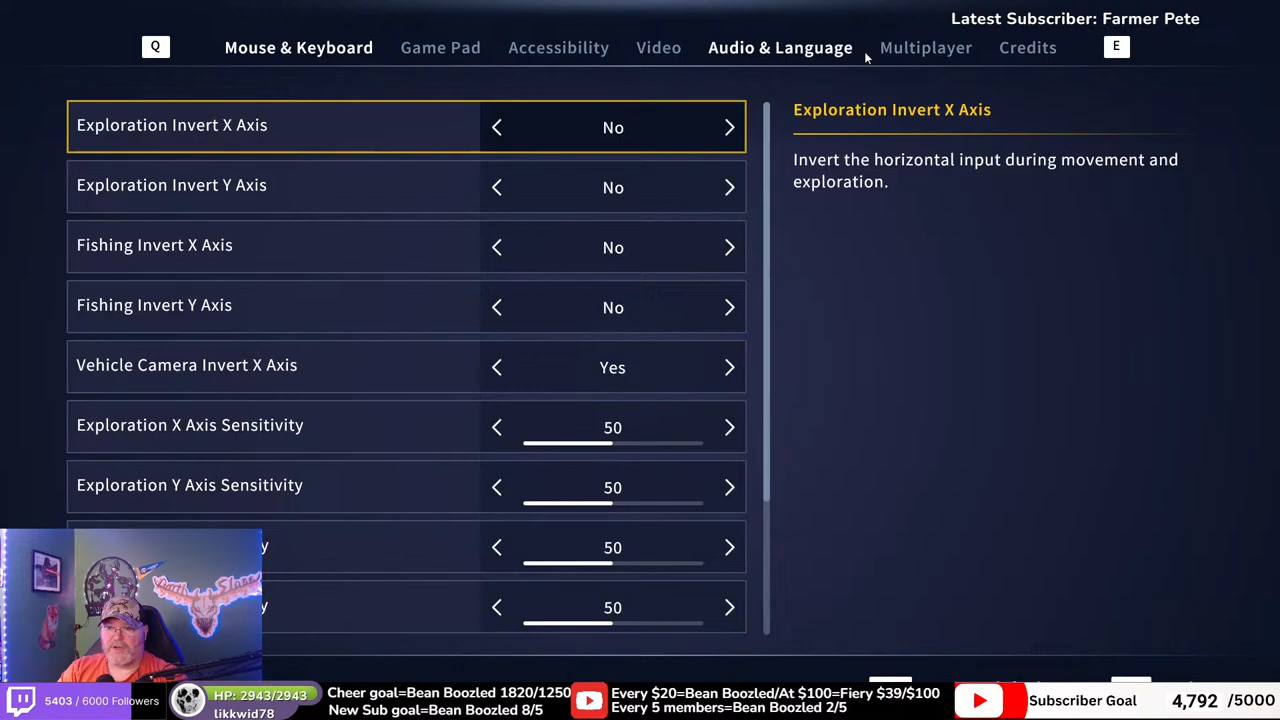 Latest Subscriber: Farmer Pete
Q
Mouse & Keyboard
Game Pad
Accessibility
Video
Audio & Language
Multiplayer
Credits
E
Exploration Invert X Axis
No
Exploration Invert Y Axis
No
Fishing Invert X Axis
No
Fishing Invert Y Axis
No
Vehicle Camera Invert X Axis
Yes
Exploration X Axis Sensitivity
50
Exploration Y Axis Sensitivity
50
50
50
Exploration Invert X Axis
Invert the horizontal input during movement and
exploration.
5403 / 6000 Followers
HP: 2943/2943
likkwid78
Cheer goal=Bean Boozled 1820/1250
New Sub goal=Bean Boozled 8/5
Every $20=Bean Boozled/At $100=Fiery $39/$100
Every 5 members=Bean Boozled 2/5
Subscriber Goal
4,792 /5000